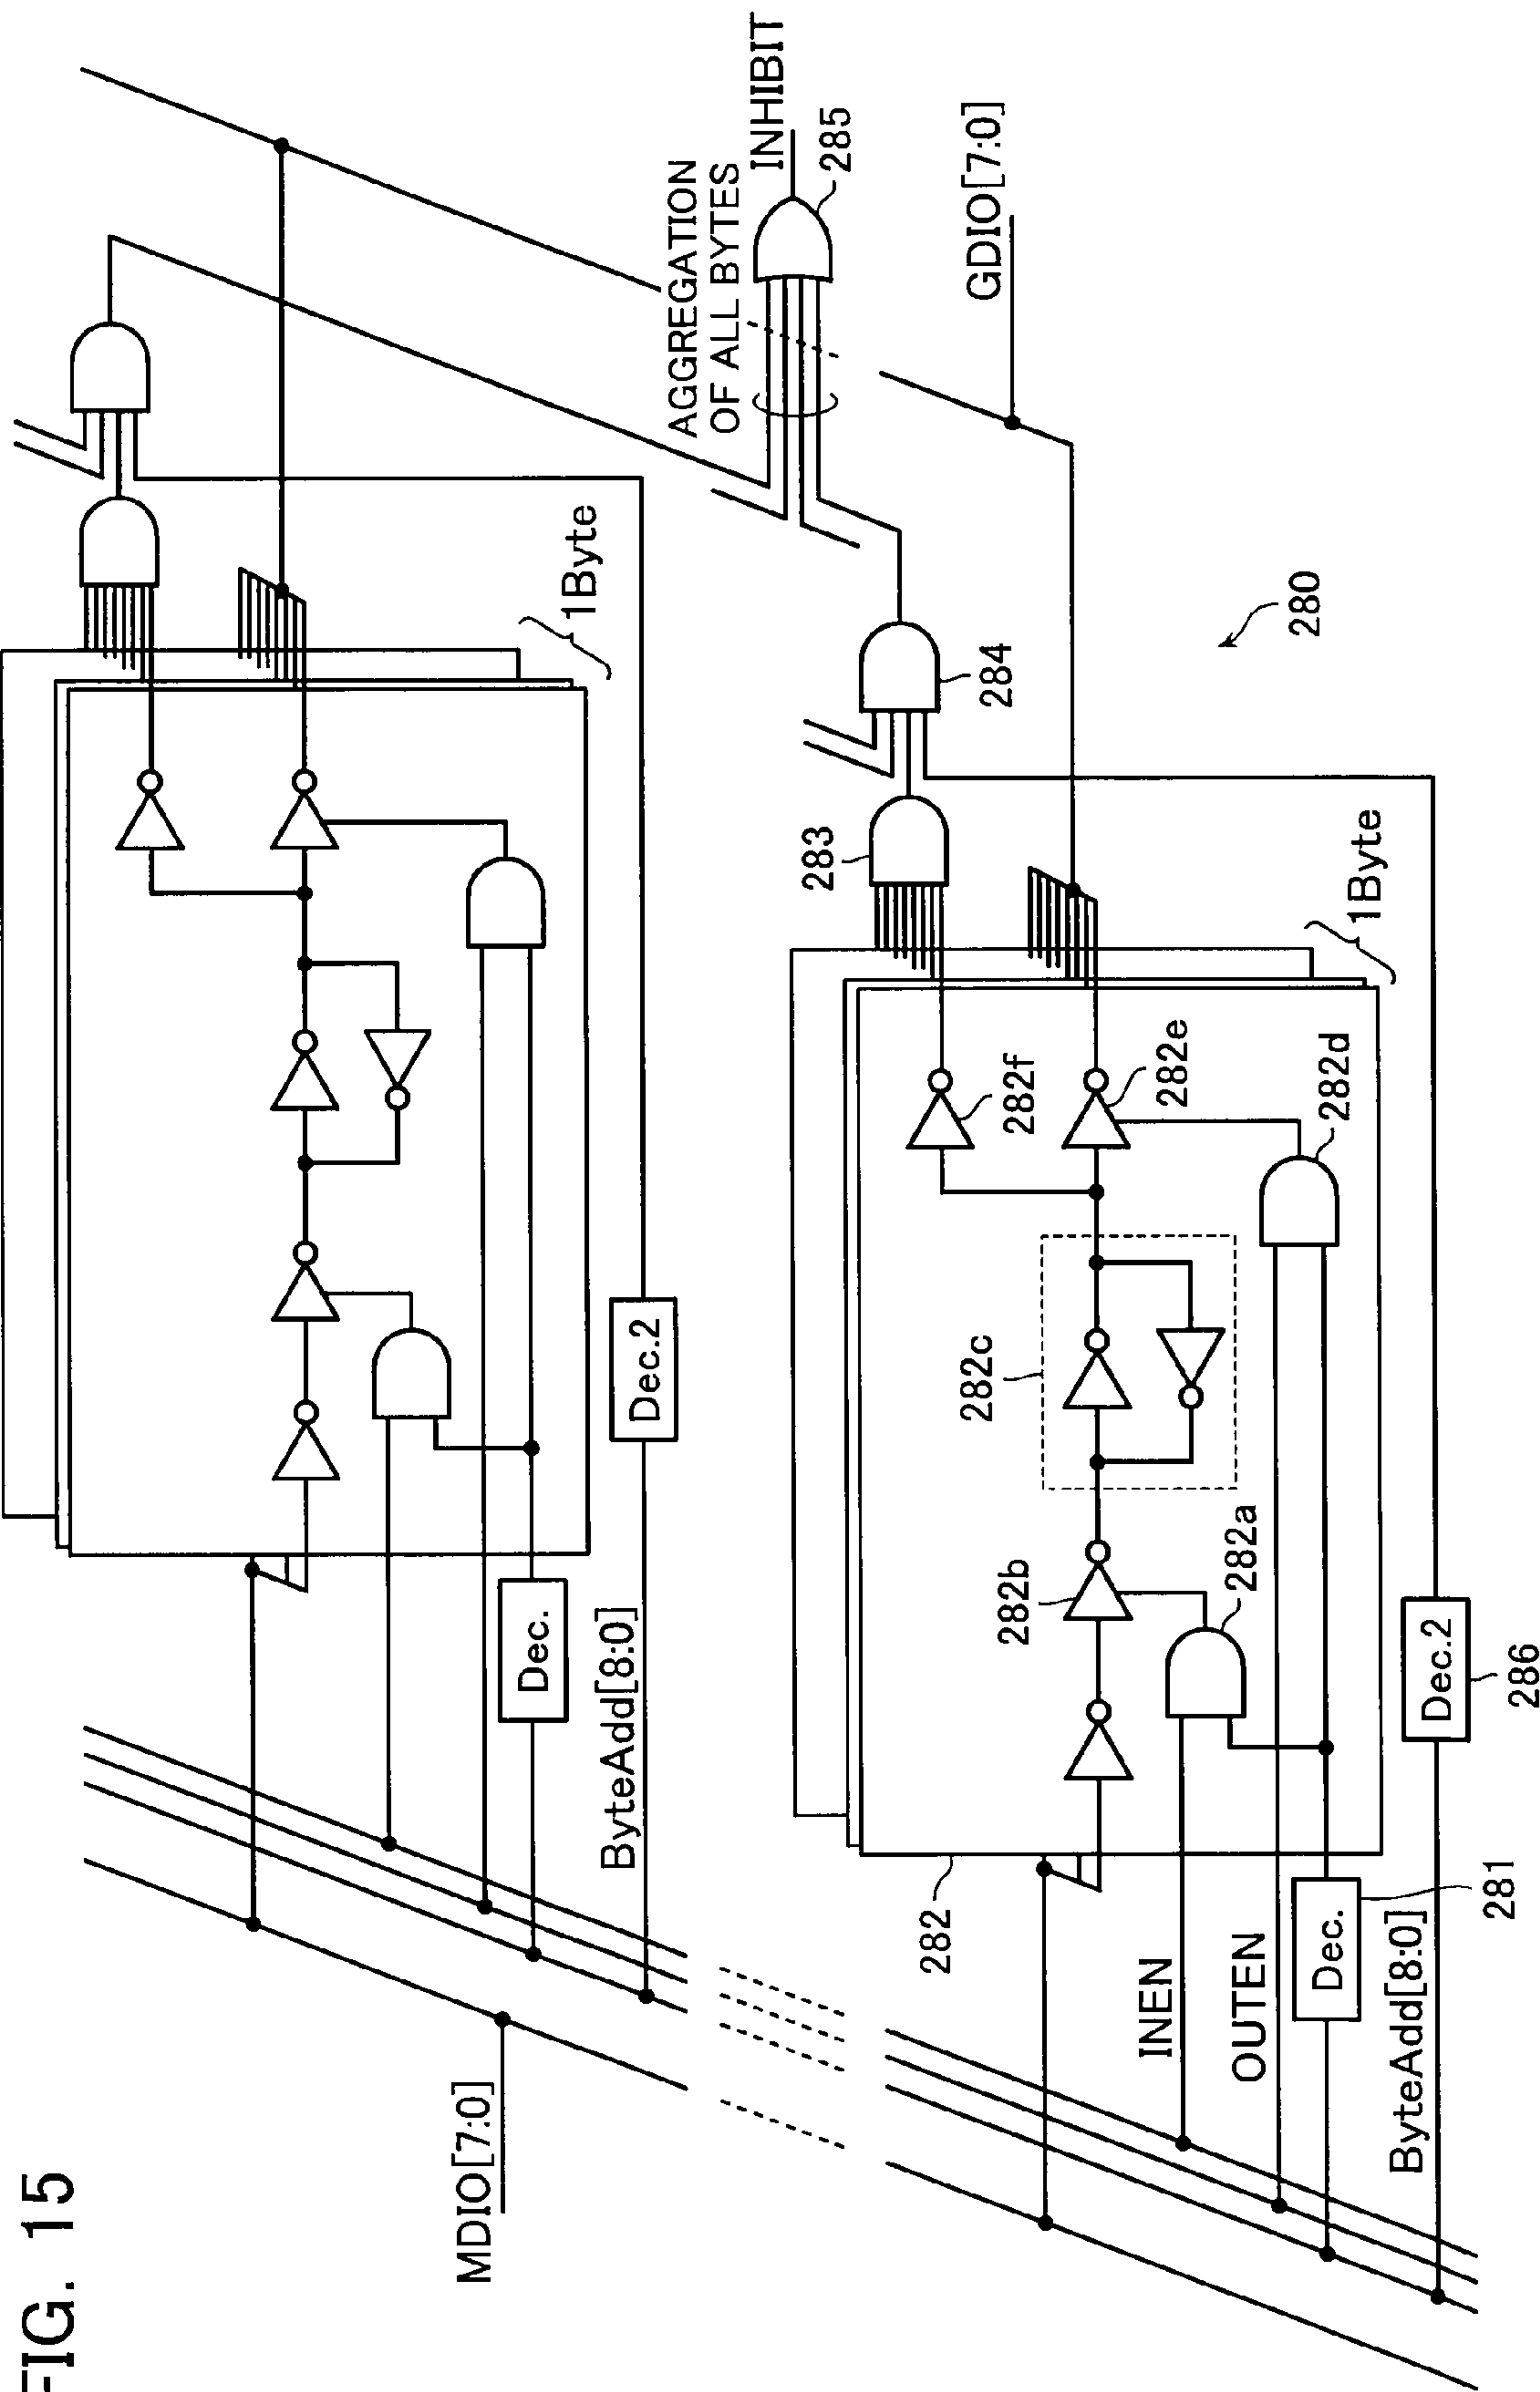 FIG. 15
MDIO[7:0]
ByteAdd[8:0]
Dec.
Dec.2
1Byte
AGGREGATION
OF ALL BYTES
INHIBIT
285
GDIO[7:0]
280
284
283
1Byte
282
282a
282b
282c
282d
282e
282f
INEN
OUTEN
Dec.
281
ByteAdd[8:0]
Dec.2
286